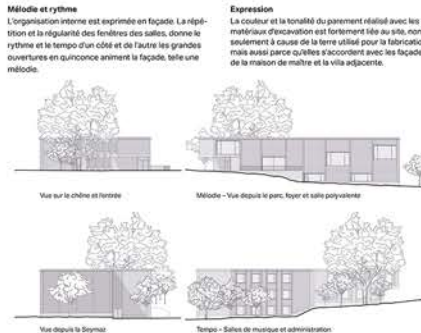 Mélodie et rythme
L'organisation interne est exprimée en façade. La répé-
tition et la régularité des fenêtres des salles, donne le
rythme et le tempo d'un côté et de l'autre les grandes
ouvertures en quinconce animent la façade, telle une
mélodie.
Expression
La couleur et la tonalité du parement réalisé avec les
matériaux d'excavation est fortement liée au site, non
seulement à cause de la terre utilisé pour la fabrication
mais aussi parce qu'elles s'accordent avec les façade
de la maison de maître et la villa adjacente.
Vue sur le chêne et l'entrée
Mélodie – Vue depuis le parc, foyer et salle polyvalente
Vue depuis la Seymaz
Tempo – Salles de musique et administration